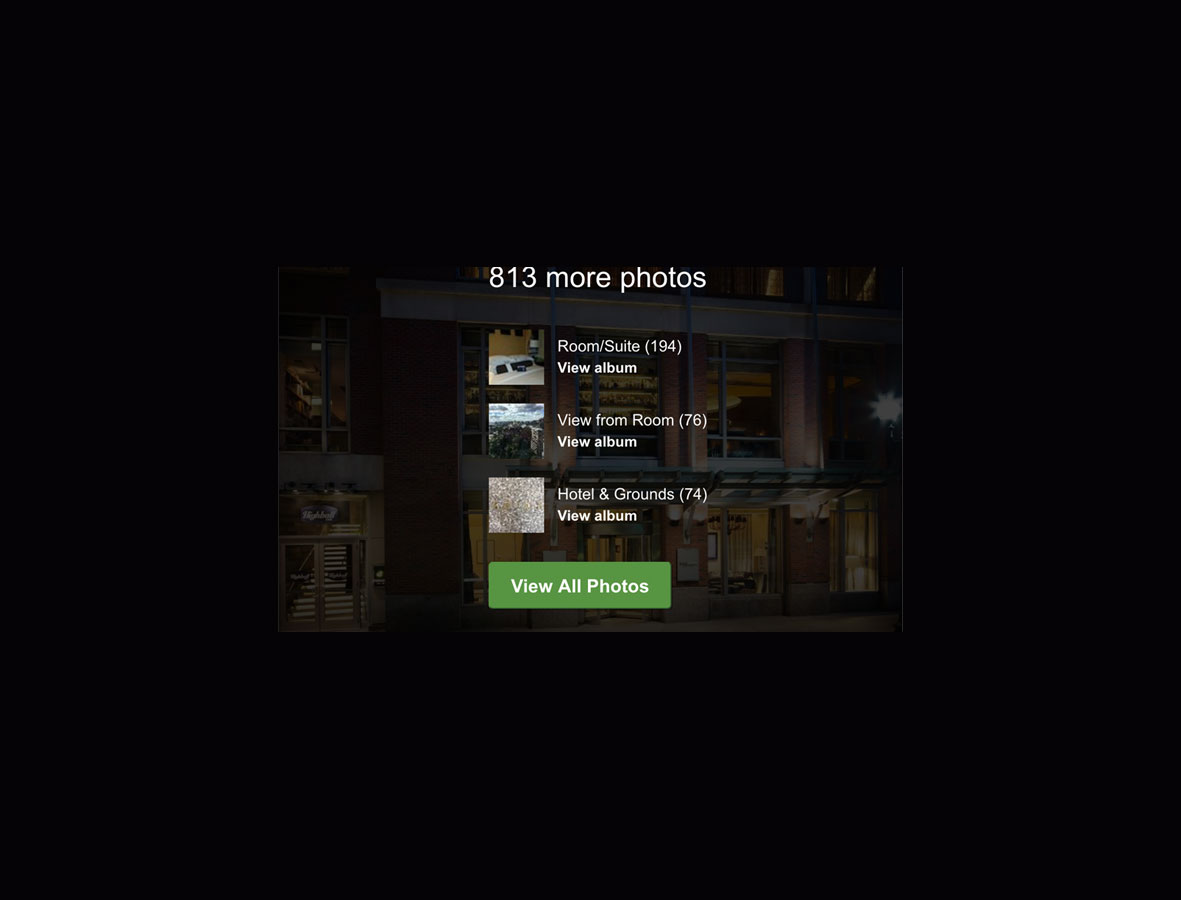 813 more photos
Room/Suite (194)
View album
View from Room (76)
View album
Hotel & Grounds (74)
View album
View All Photos